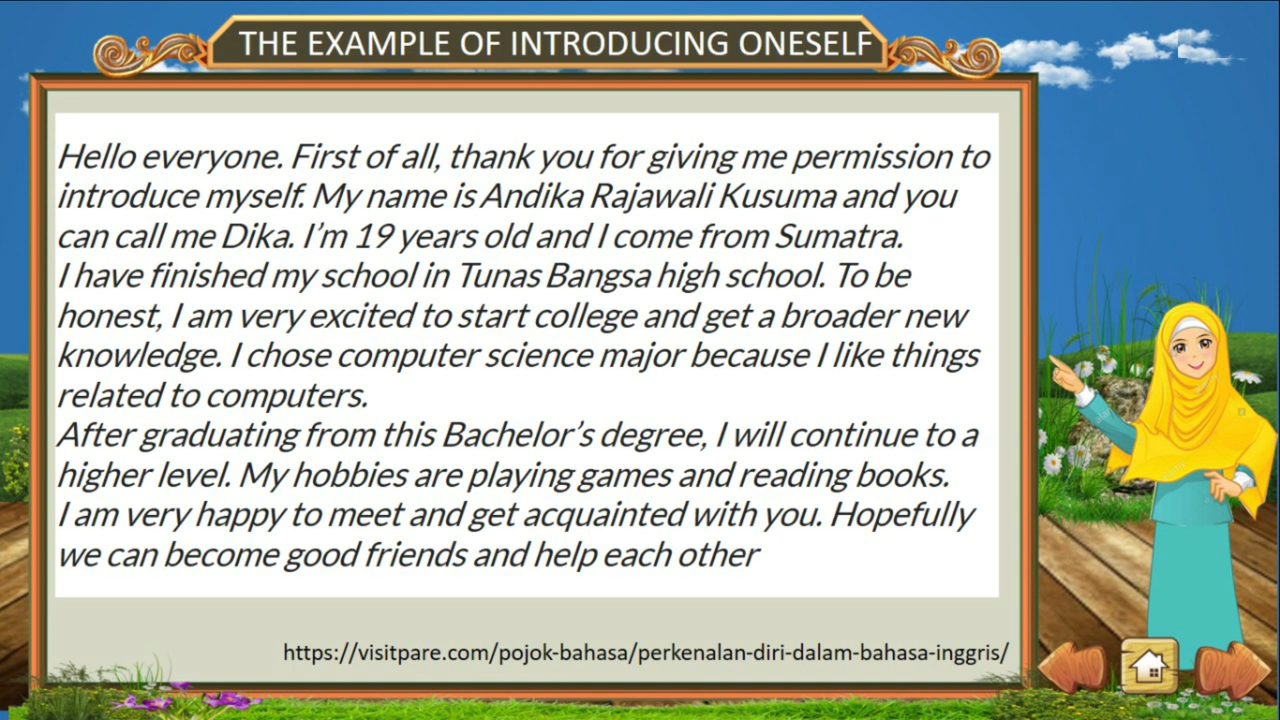 THE EXAMPLE OF INTRODUCING ONESELF
Hello everyone. First of all, thank you for giving me permission to
introduce myself. My name is Andika Rajawali Kusuma and you
can call me Dika. I’m 19 years old and I come from Sumatra.
I have finished my school in Tunas Bangsa high school. To be
honest, I am very excited to start college and get a broader new
knowledge. I chose computer science major because I like things
related to computers.
After graduating from this Bachelor’s degree, I will continue to a
higher level. My hobbies are playing games and reading books.
I am very happy to meet and get acquainted with you. Hopefully
we can become good friends and help each other
https://visitpare.com/pojok-bahasa/perkenalan-diri-dalam-bahasa-inggris/